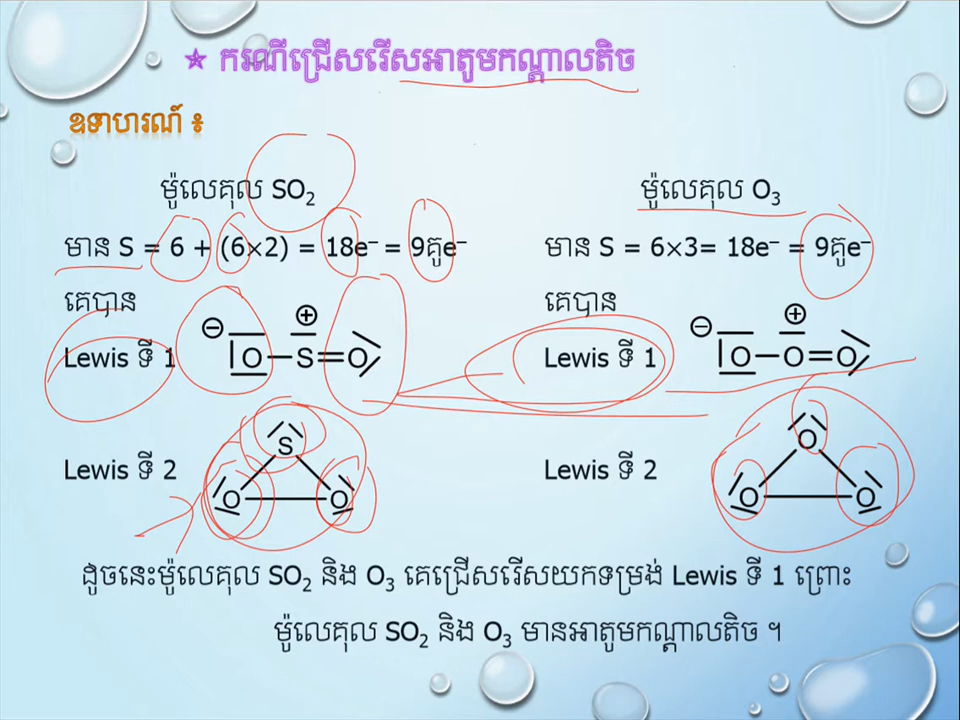 ★ ករណីជ្រើសរើសអាតូមកណ្តាលតិច
ឧទាហរណ៍ ៖
ម៉ូលេគុល SO₂
មាន S = 6 + (6×2) = 18e⁻ = 9គូe⁻
គេបាន
Lewis ទី 1
⊖ O – S = O ⊕
Lewis ទី 2
S
O O
ម៉ូលេគុល O₃
មាន S = 6×3= 18e⁻ = 9គូe⁻
គេបាន
Lewis ទី 1
⊖ O – O = O ⊕
Lewis ទី 2
O
O O
ដូចនេះម៉ូលេគុល SO₂ និង O₃ គេជ្រើសរើសយកទម្រង់ Lewis ទី 1 ព្រោះ
ម៉ូលេគុល SO₂ និង O₃ មានអាតូមកណ្តាលតិច ។